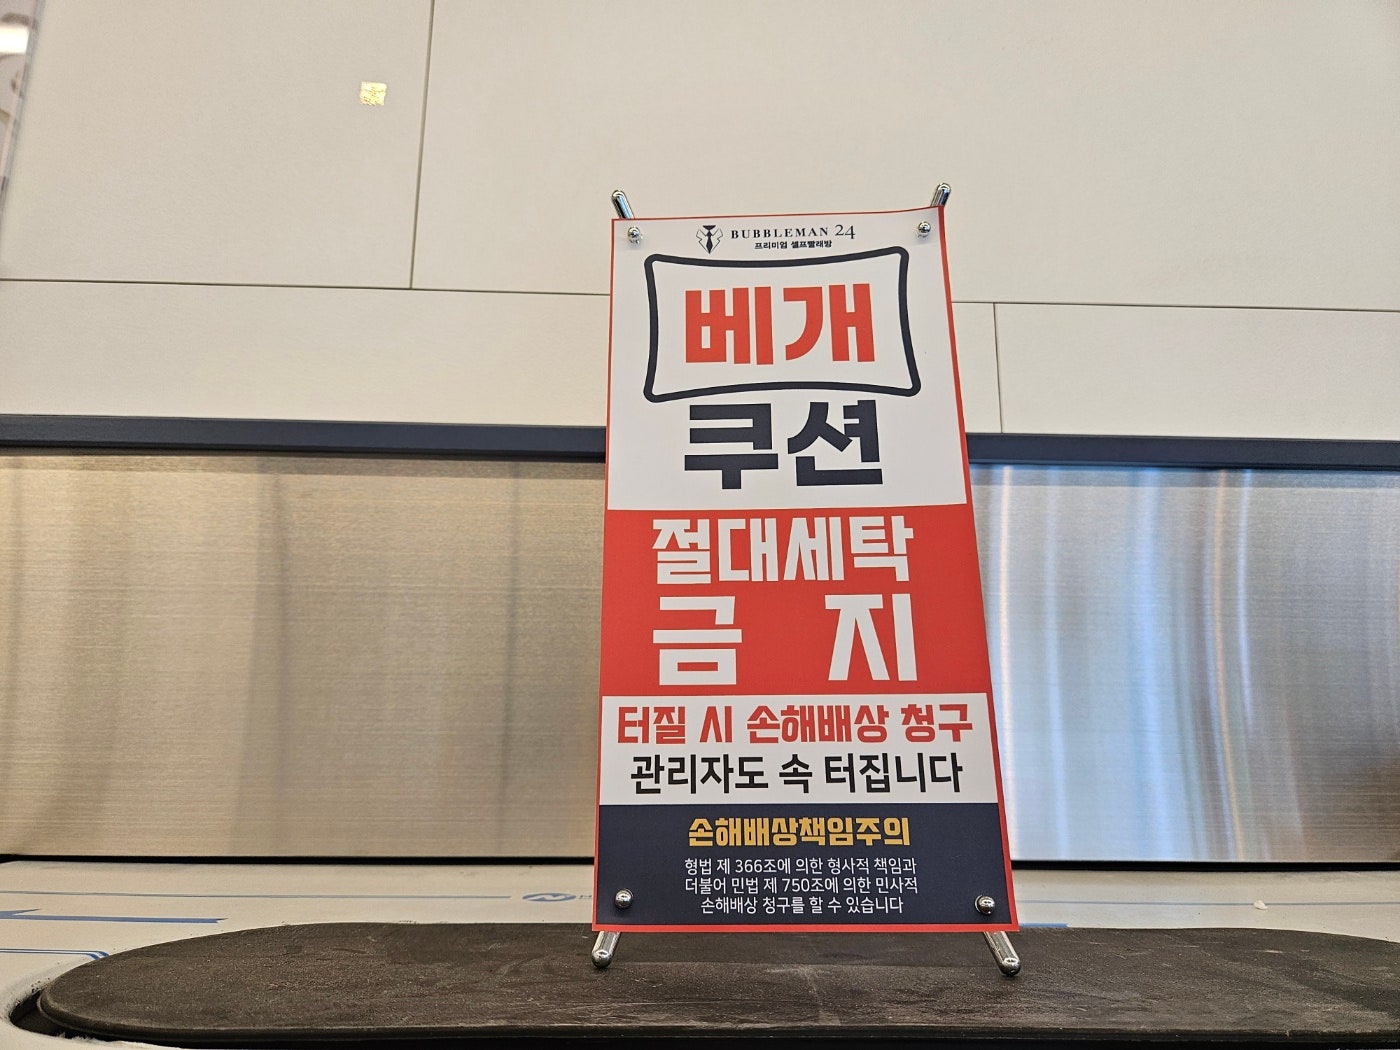 BUBBLEMAN 24
프리미엄 셀프빨래방
베개
쿠션
절대세탁
금 지
터질 시 손해배상 청구
관리자도 속 터집니다
손해배상책임주의
형법 제 366조에 의한 형사적 책임과
더불어 민법 제 750조에 의한 민사적
손해배상 청구를 할 수 있습니다